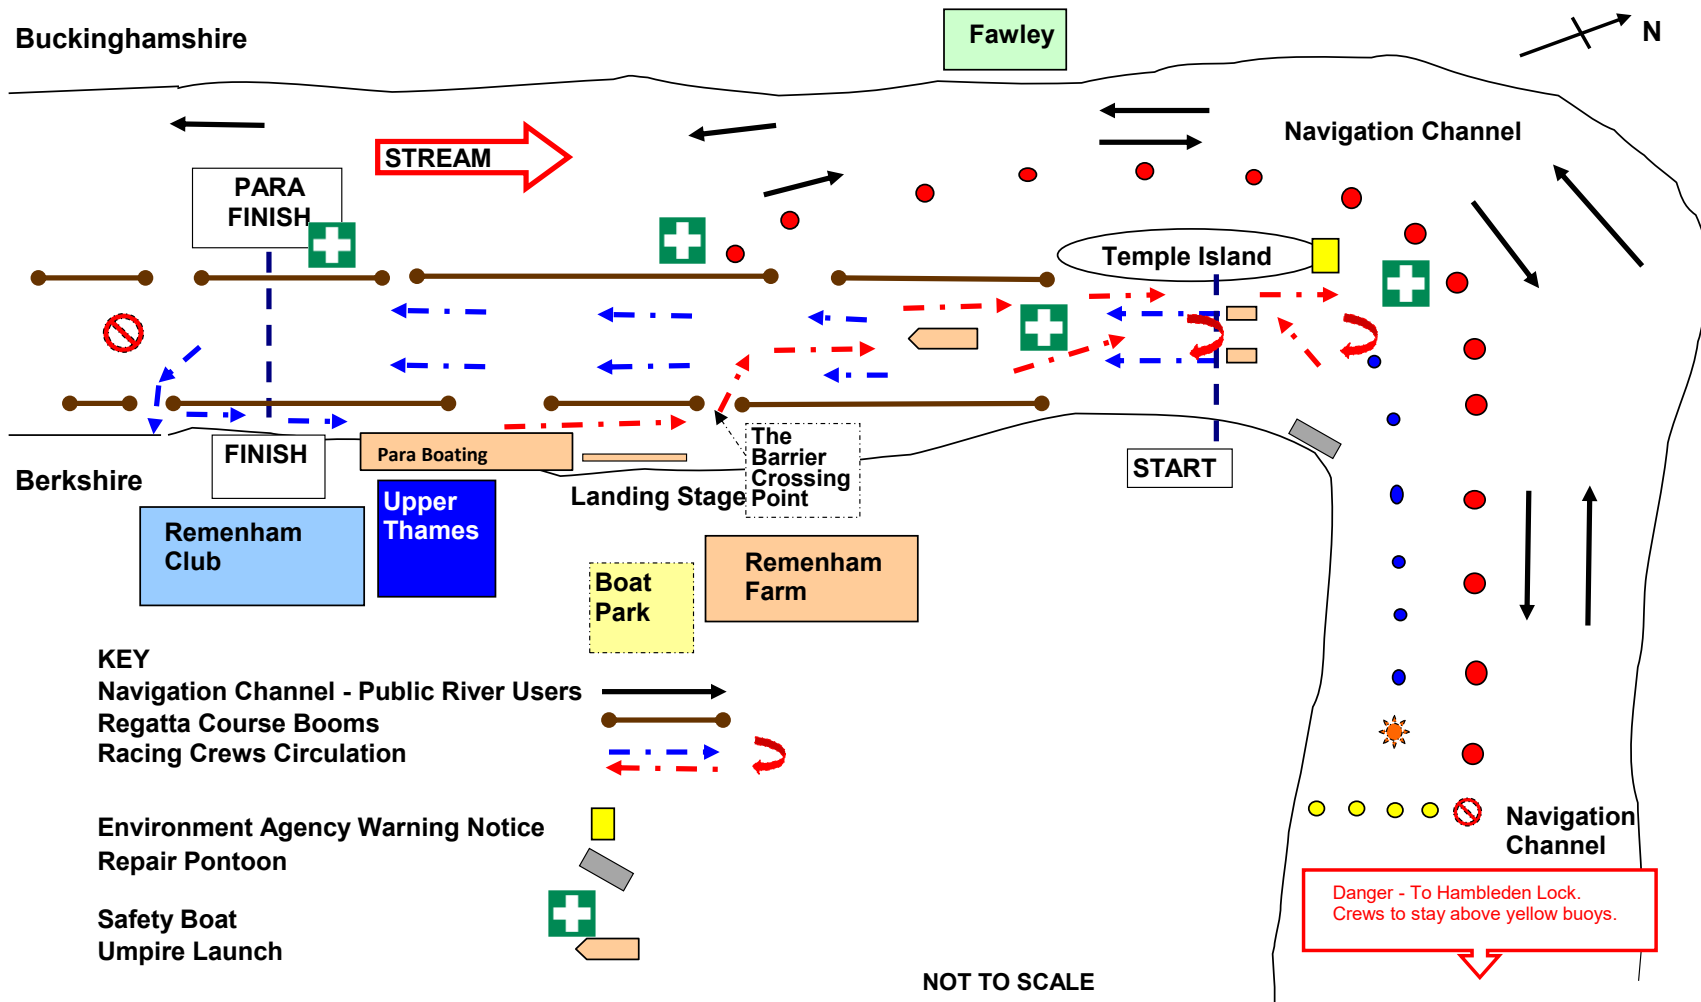 Buckinghamshire
Fawley
N
Navigation Channel
STREAM
PARA
FINISH
Temple Island
Berkshire
FINISH
Para Boating
Landing Stage
The
Barrier
Crossing
Point
START
Remenham
Club
Upper
Thames
Boat
Park
Remenham
Farm
KEY
Navigation Channel - Public River Users
Regatta Course Booms
Racing Crews Circulation
Environment Agency Warning Notice
Repair Pontoon
Safety Boat
Umpire Launch
Navigation
Channel
Danger - To Hambleden Lock.
Crews to stay above yellow buoys.
NOT TO SCALE